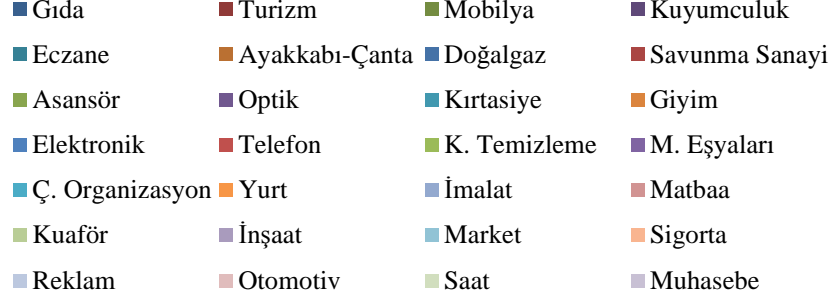 Gıda Turizm Mobilya Kuyumculuk
Eczane Ayakkabı-Çanta Doğalgaz Savunma Sanayi
Asansör Optik Kırtasiye Giyim
Elektronik Telefon K. Temizleme M. Eşyaları
Ç. Organizasyon Yurt İmalat Matbaa
Kuaför İnşaat Market Sigorta
Reklam Otomotiv Saat Muhasebe